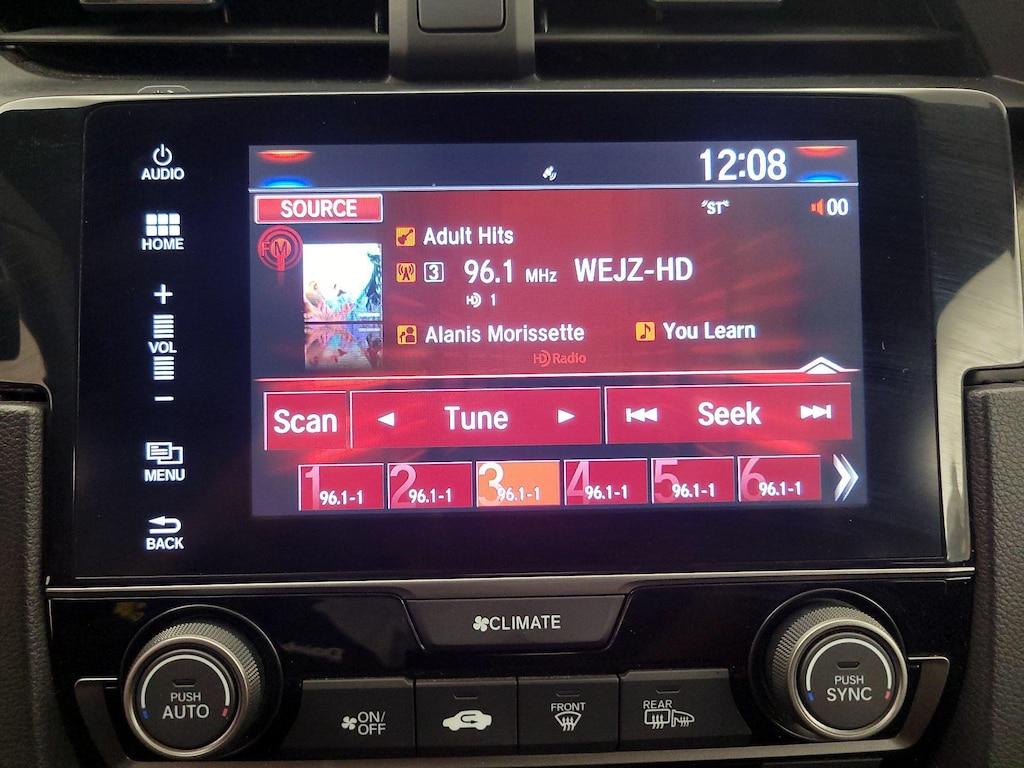 AUDIO
12:08
SOURCE
"ST"
00
HOME
FM
Adult Hits
3 96.1 MHz WEJZ-HD
HD 1
+
VOL
-
Alanis Morissette
You Learn
HD Radio
Scan
Tune
Seek
MENU
1 96.1-1
2 96.1-1
3 96.1-1
4 96.1-1
5 96.1-1
6 96.1-1
BACK
CLIMATE
PUSH
AUTO
ON/
OFF
FRONT
REAR
PUSH
SYNC